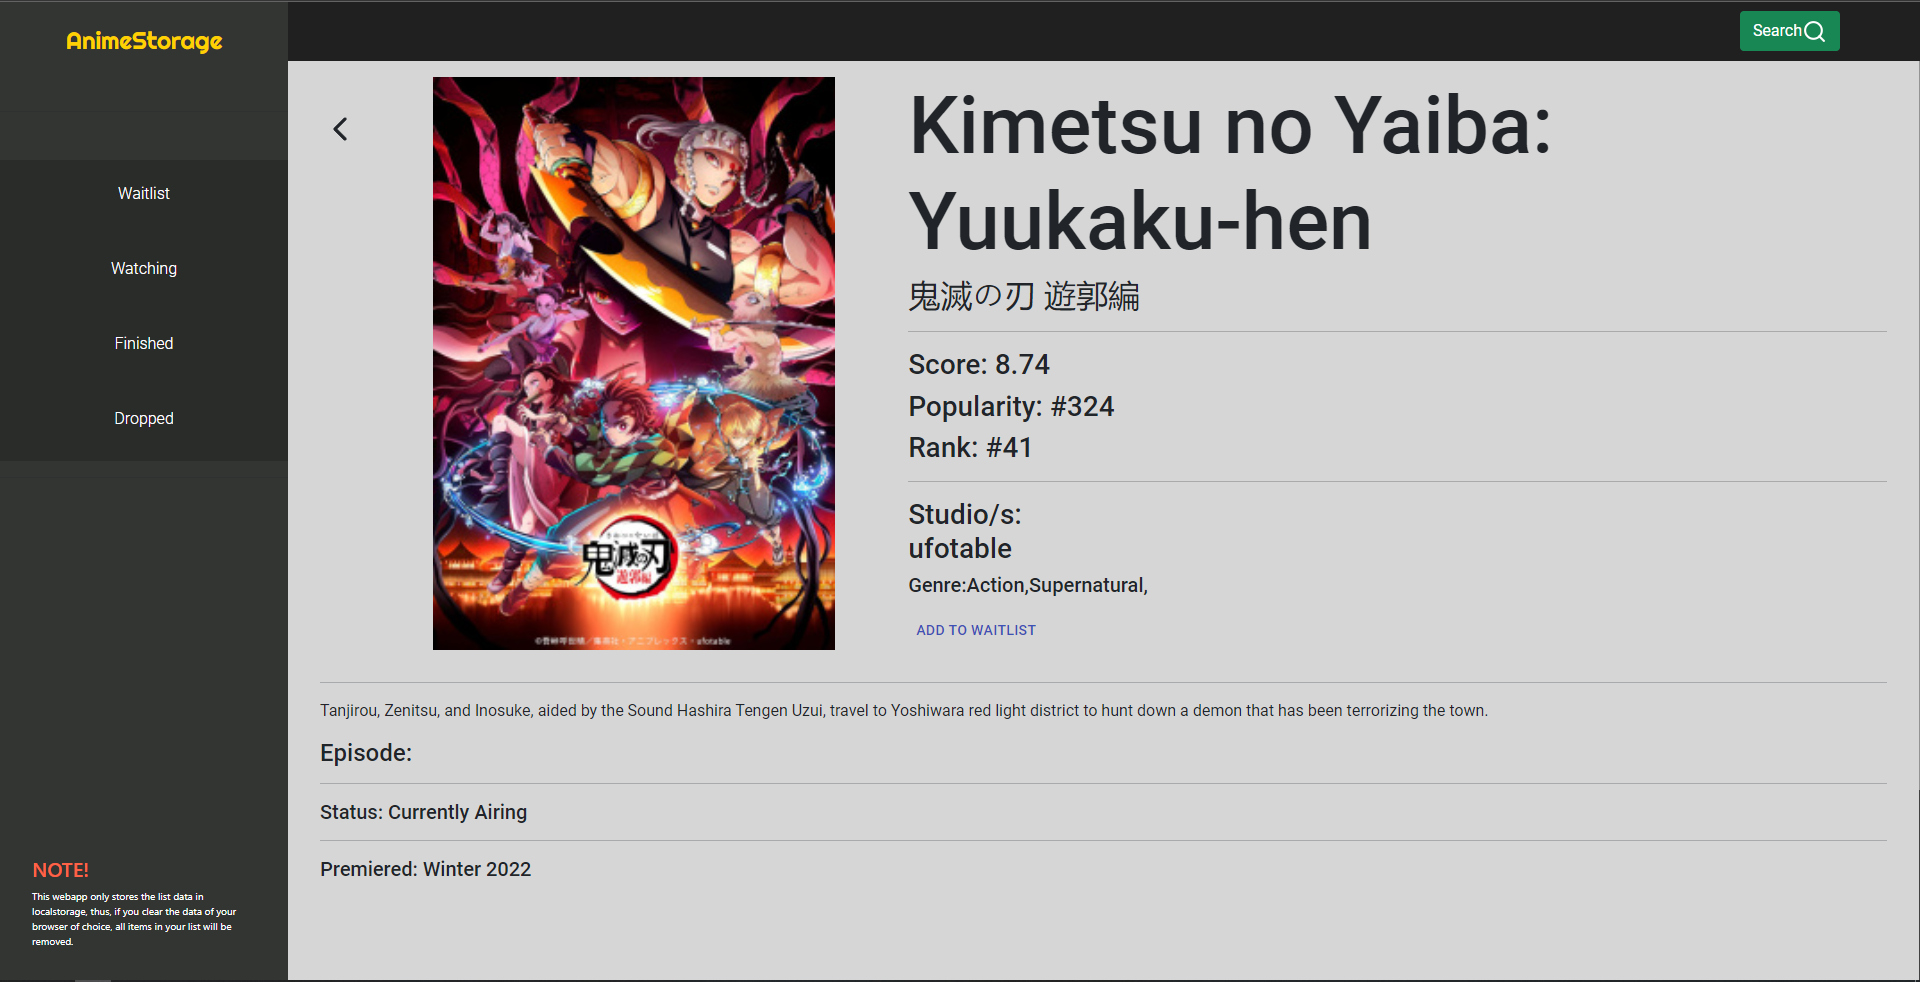 AnimeStorage
Search
Waitlist
Watching
Finished
Dropped
NOTE!
This webapp only stores the list data in
localstorage, thus, if you clear the data of your
browser of choice, all items in your list will be
removed.
鬼滅の刃
遊郭編
Kimetsu no Yaiba:
Yuukaku-hen
鬼滅の刃 遊郭編
Score: 8.74
Popularity: #324
Rank: #41
Studio/s:
ufotable
Genre:Action,Supernatural,
ADD TO WAITLIST
Tanjirou, Zenitsu, and Inosuke, aided by the Sound Hashira Tengen Uzui, travel to Yoshiwara red light district to hunt down a demon that has been terrorizing the town.
Episode:
Status: Currently Airing
Premiered: Winter 2022